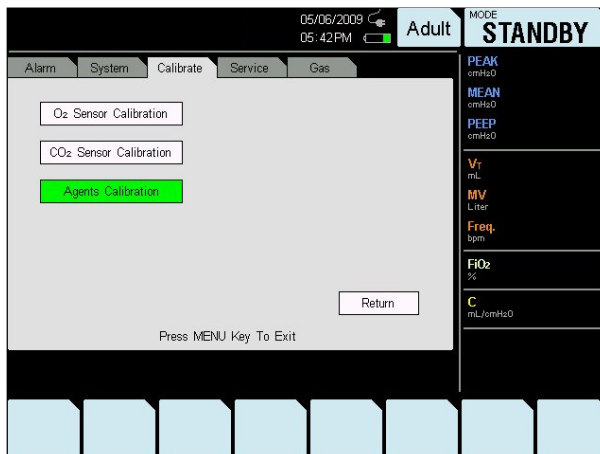 05/06/2009
05:42PM
Adult
MODE
STANDBY
Alarm System Calibrate Service Gas
O₂ Sensor Calibration
CO₂ Sensor Calibration
Agents Calibration
Return
Press MENU Key To Exit
PEAK
cmH₂O
MEAN
cmH₂O
PEEP
cmH₂O
VT
mL
MV
Liter
Freq.
bpm
FiO₂
%
C
mL/cmH₂O